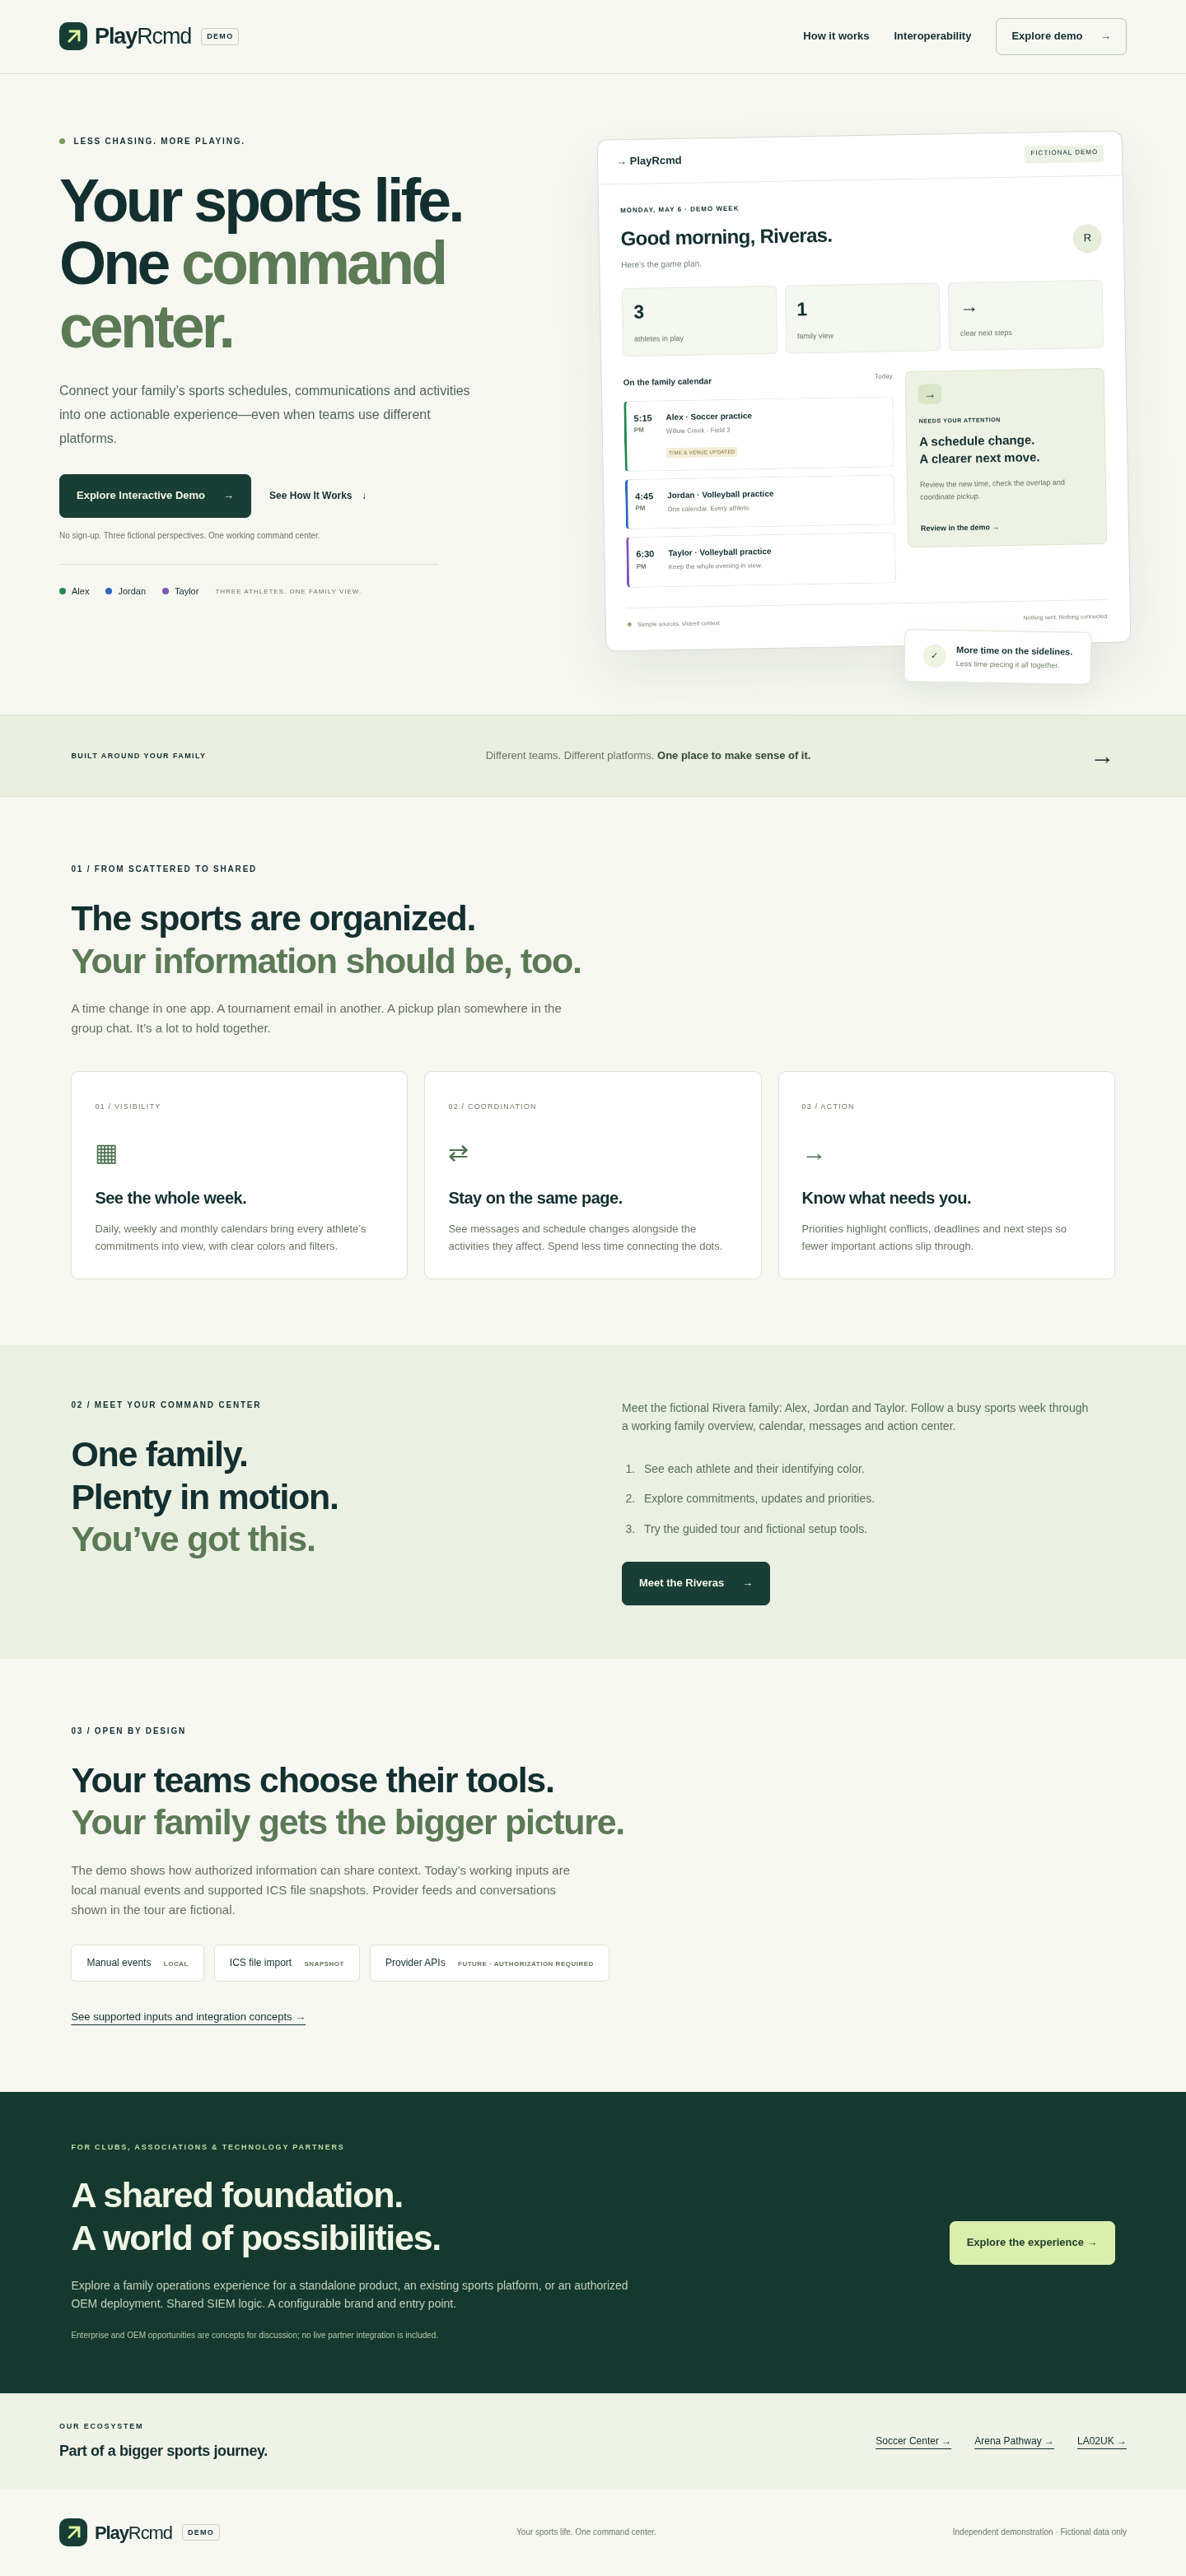 PlayRcmd DEMO
How it works Interoperability Explore demo →
LESS CHASING. MORE PLAYING.
Your sports life.
One command
center.
Connect your family’s sports schedules, communications and activities
into one actionable experience—even when teams use different
platforms.
Explore Interactive Demo → See How It Works ↓
No sign-up. Three fictional perspectives. One working command center.
Alex Jordan Taylor THREE ATHLETES. ONE FAMILY VIEW.
→ PlayRcmd FICTIONAL DEMO
MONDAY, MAY 6 · DEMO WEEK
Good morning, Riveras.
R
Here’s the game plan.
3
athletes in play
1
family view
→
clear next steps
On the family calendar Today
5:15 PM
Alex · Soccer practice
Willow Creek · Field 3
TIME & VENUE UPDATED
4:45 PM
Jordan · Volleyball practice
One calendar. Every athlete.
6:30 PM
Taylor · Volleyball practice
Keep the whole evening in view.
→
NEEDS YOUR ATTENTION
A schedule change.
A clearer next move.
Review the new time, check the overlap and
coordinate pickup.
Review in the demo →
Sample sources, shared context
Nothing sent. Nothing connected.
✓
More time on the sidelines.
Less time piecing it all together.
BUILT AROUND YOUR FAMILY
Different teams. Different platforms. One place to make sense of it.
→
01 / FROM SCATTERED TO SHARED
The sports are organized.
Your information should be, too.
A time change in one app. A tournament email in another. A pickup plan somewhere in the
group chat. It’s a lot to hold together.
01 / VISIBILITY
▦
See the whole week.
Daily, weekly and monthly calendars bring every athlete’s
commitments into view, with clear colors and filters.
02 / COORDINATION
⇄
Stay on the same page.
See messages and schedule changes alongside the
activities they affect. Spend less time connecting the dots.
03 / ACTION
→
Know what needs you.
Priorities highlight conflicts, deadlines and next steps so
fewer important actions slip through.
02 / MEET YOUR COMMAND CENTER
One family.
Plenty in motion.
You’ve got this.
Meet the fictional Rivera family: Alex, Jordan and Taylor. Follow a busy sports week through
a working family overview, calendar, messages and action center.
1. See each athlete and their identifying color.
2. Explore commitments, updates and priorities.
3. Try the guided tour and fictional setup tools.
Meet the Riveras →
03 / OPEN BY DESIGN
Your teams choose their tools.
Your family gets the bigger picture.
The demo shows how authorized information can share context. Today’s working inputs are
local manual events and supported ICS file snapshots. Provider feeds and conversations
shown in the tour are fictional.
Manual events LOCAL
ICS file import SNAPSHOT
Provider APIs FUTURE · AUTHORIZATION REQUIRED
See supported inputs and integration concepts →
FOR CLUBS, ASSOCIATIONS & TECHNOLOGY PARTNERS
A shared foundation.
A world of possibilities.
Explore a family operations experience for a standalone product, an existing sports platform, or an authorized
OEM deployment. Shared SIEM logic. A configurable brand and entry point.
Enterprise and OEM opportunities are concepts for discussion; no live partner integration is included.
Explore the experience →
OUR ECOSYSTEM
Part of a bigger sports journey.
Soccer Center → Arena Pathway → LA02UK →
PlayRcmd DEMO
Your sports life. One command center.
Independent demonstration · Fictional data only